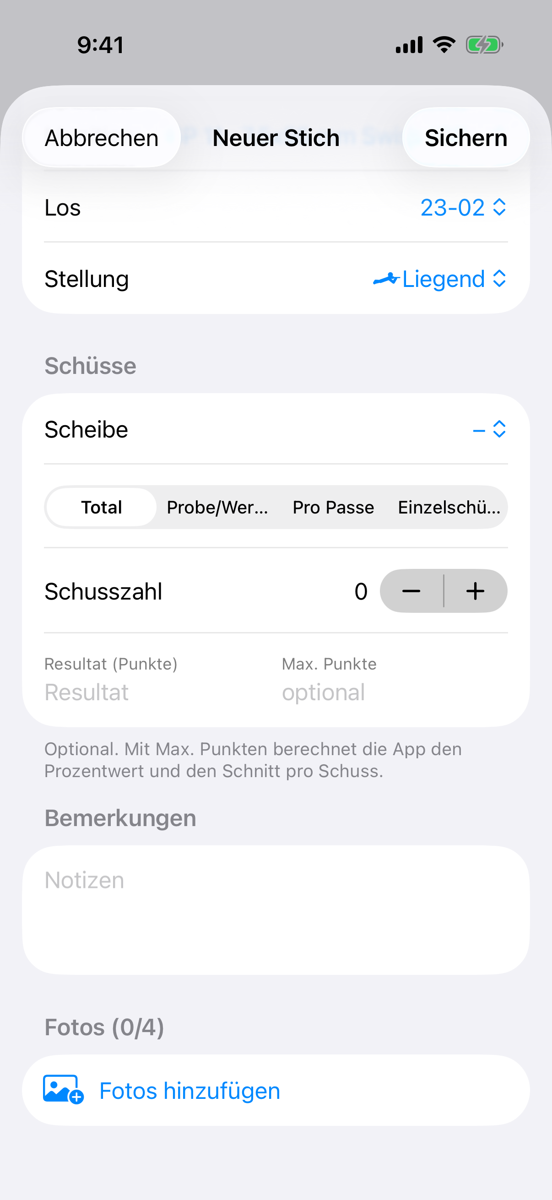 9:41
Abbrechen
Neuer Stich
Sichern
Los
23-02
Stellung
Liegend
Schüsse
Scheibe
–
Total
Probe/Wer...
Pro Passe
Einzelschü...
Schusszahl
0
Resultat (Punkte)
Max. Punkte
Resultat
optional
Optional. Mit Max. Punkten berechnet die App den
Prozentwert und den Schnitt pro Schuss.
Bemerkungen
Notizen
Fotos (0/4)
Fotos hinzufügen